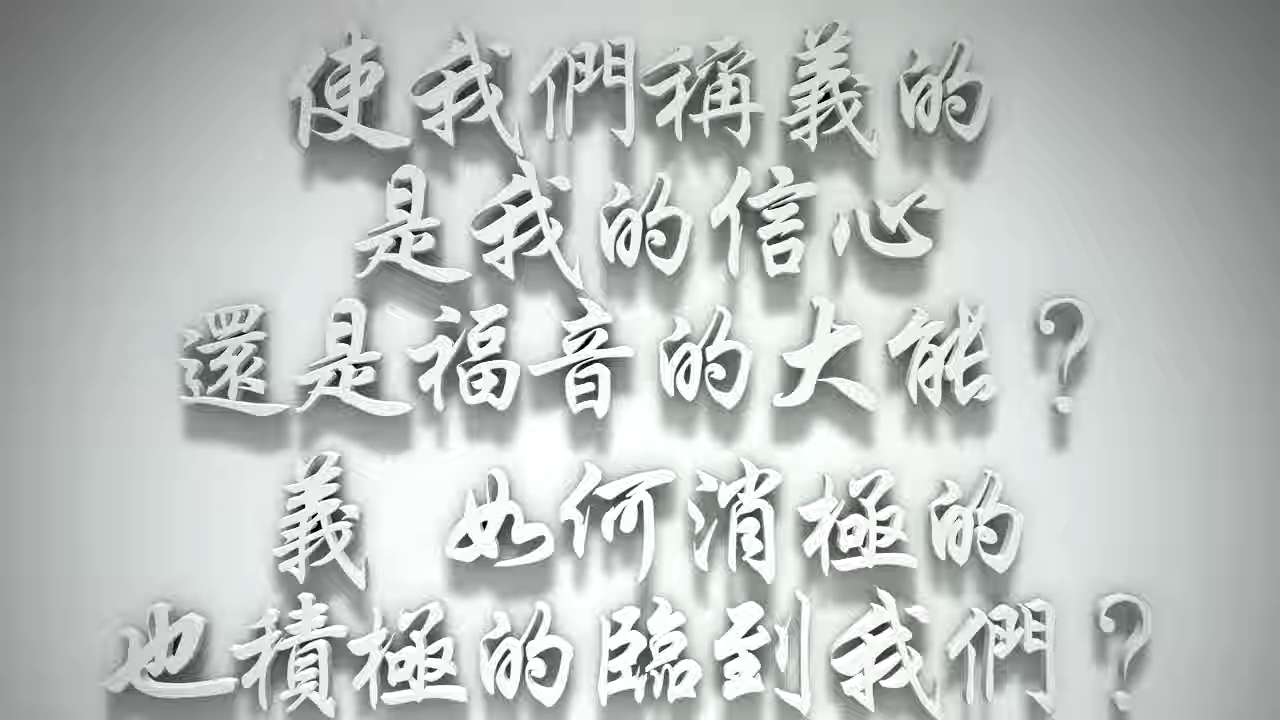 使我們稱義的
是我的信心
還是福音的大能？
義 如何消極的
也積極的臨到我們？